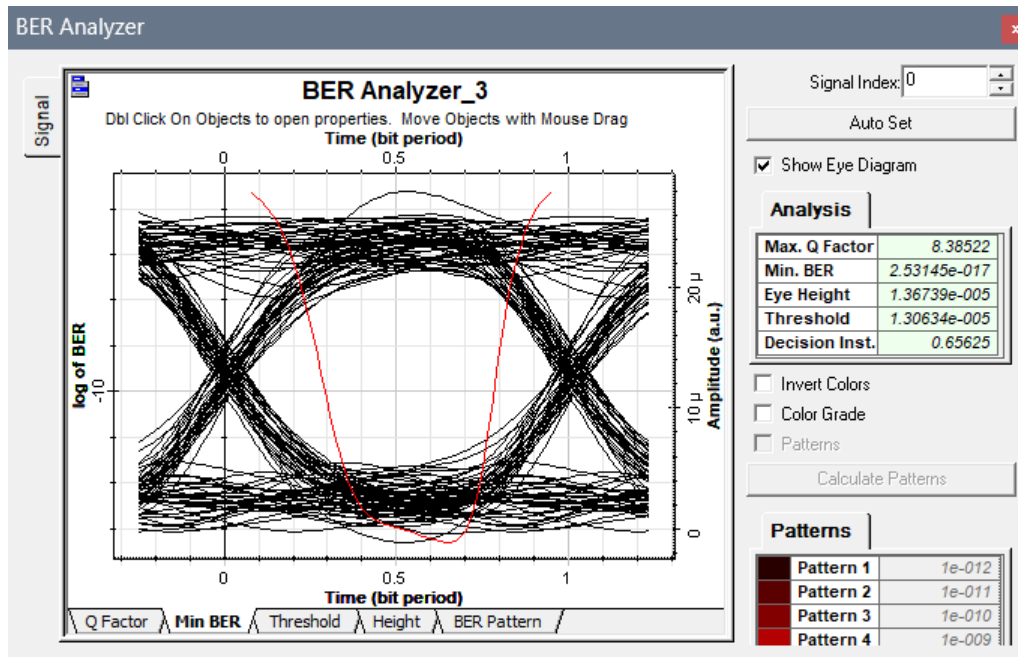 BER Analyzer
x
Signal
BER Analyzer_3
Dbl Click On Objects to open properties. Move Objects with Mouse Drag
Time (bit period)
0 0.5 1
log of BER
-10
20 µ
10 µ
0
Amplitude (a.u.)
0 0.5 1
Time (bit period)
Q Factor Min BER Threshold Height BER Pattern
Signal Index: 0
Auto Set
Show Eye Diagram
Analysis
Max. Q Factor 8.38522
Min. BER 2.53145e-017
Eye Height 1.36739e-005
Threshold 1.30634e-005
Decision Inst. 0.65625
Invert Colors
Color Grade
Patterns
Calculate Patterns
Patterns
Pattern 1 1e-012
Pattern 2 1e-011
Pattern 3 1e-010
Pattern 4 1e-009